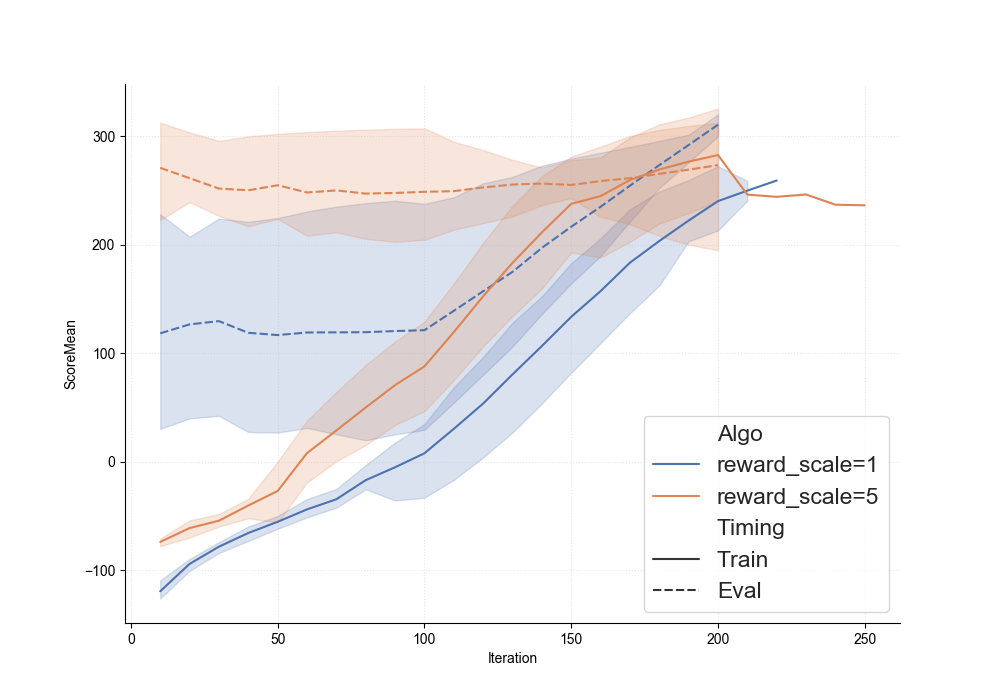 300
200
100
0
−100
ScoreMean
0
50
100
150
200
250
Iteration
Algo
reward_scale=1
reward_scale=5
Timing
Train
Eval